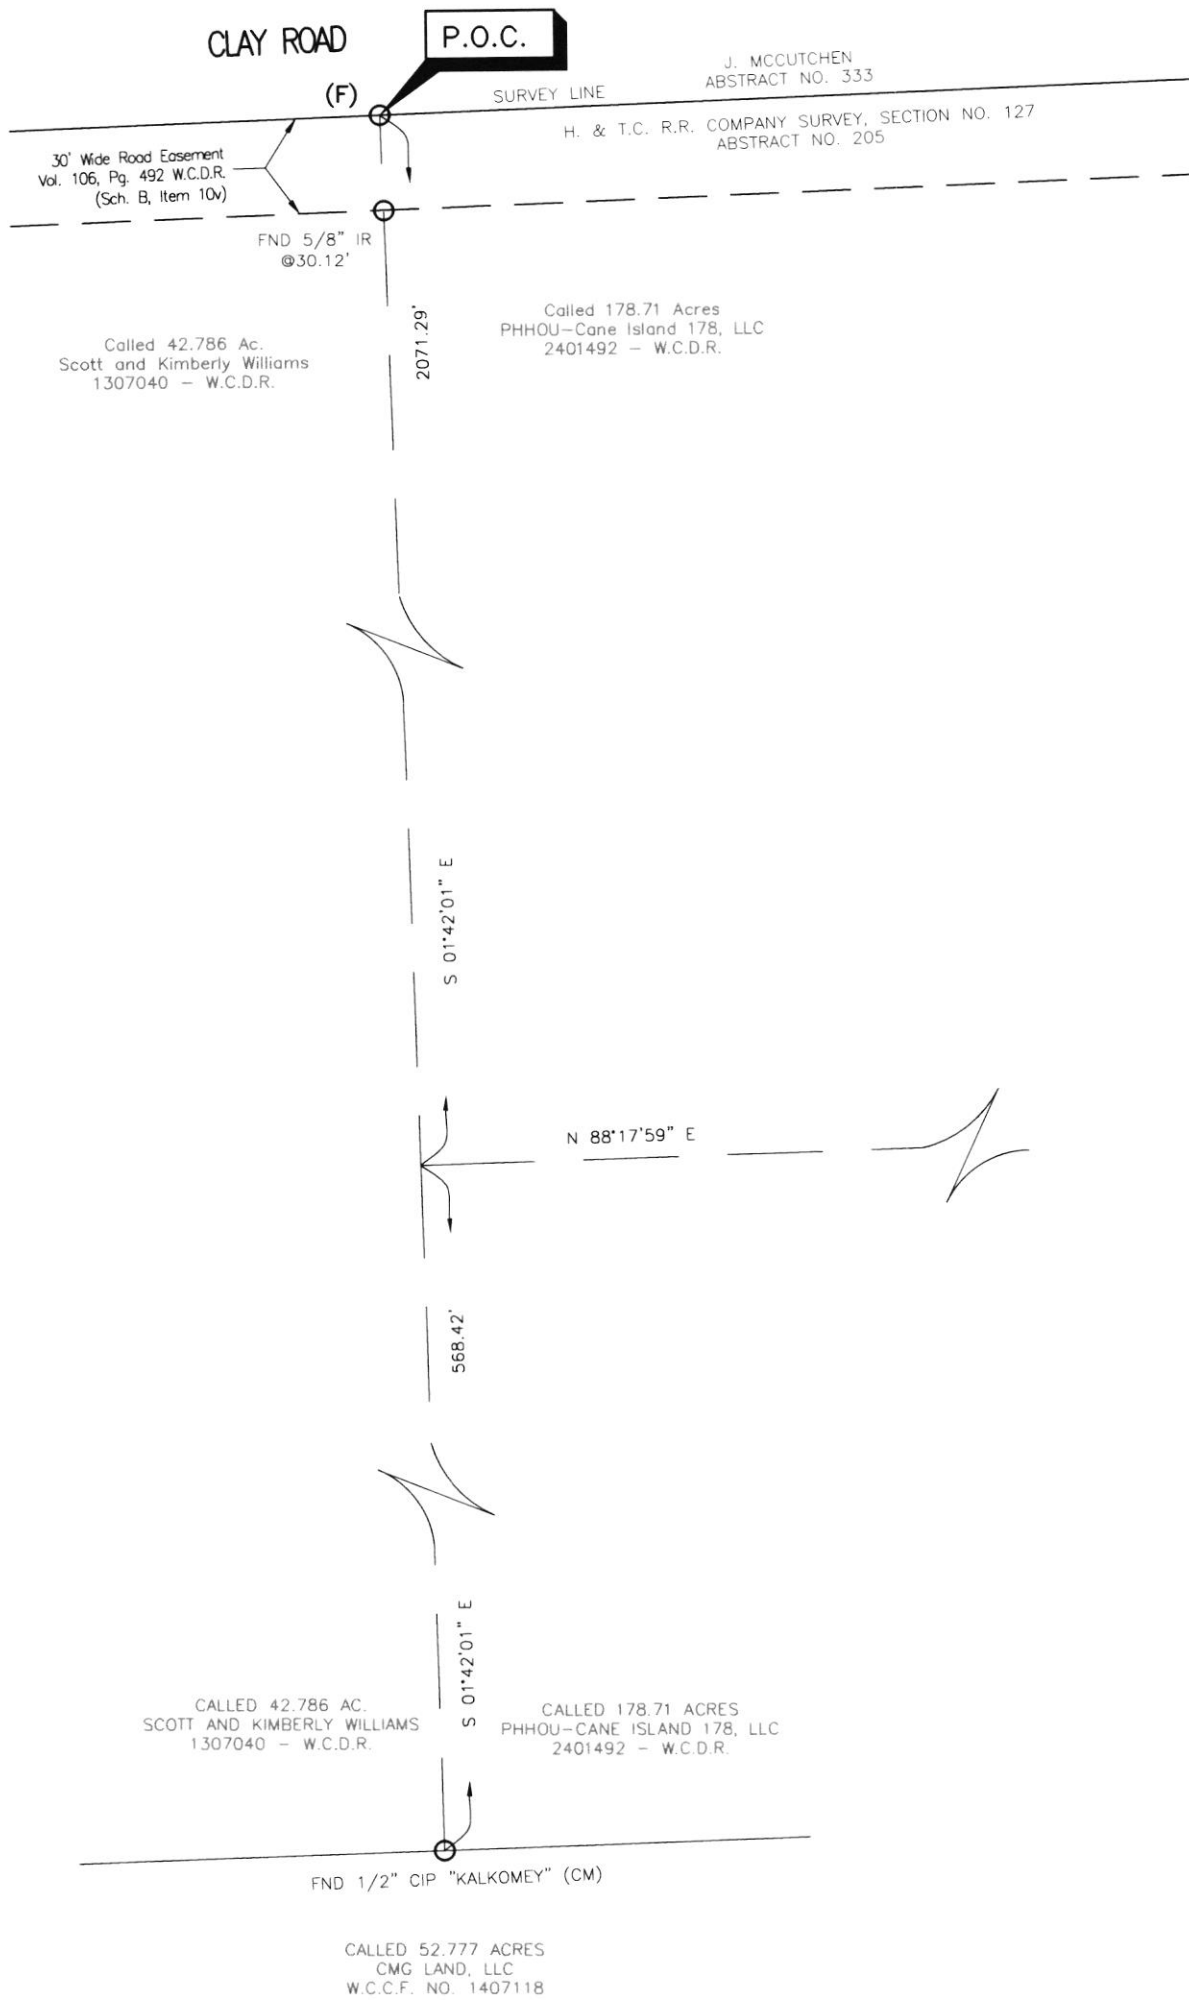 CLAY ROAD
P.O.C.
(F)
SURVEY LINE
J. MCCUTCHEN
ABSTRACT NO. 333
H. & T.C. R.R. COMPANY SURVEY, SECTION NO. 127
ABSTRACT NO. 205
30' Wide Road Easement
Vol. 106, Pg. 492 W.C.D.R.
(Sch. B, Item 10v)
FND 5/8" IR
@30.12'
Called 42.786 Ac.
Scott and Kimberly Williams
1307040 - W.C.D.R.
2071.29'
Called 178.71 Acres
PHHOU-Cane Island 178, LLC
2401492 - W.C.D.R.
S 01°42'01" E
N 88°17'59" E
568.42'
S 01°42'01" E
CALLED 42.786 AC.
SCOTT AND KIMBERLY WILLIAMS
1307040 - W.C.D.R.
CALLED 178.71 ACRES
PHHOU-CANE ISLAND 178, LLC
2401492 - W.C.D.R.
FND 1/2" CIP "KALKOMEY" (CM)
CALLED 52.777 ACRES
CMG LAND, LLC
W.C.C.F. NO. 1407118